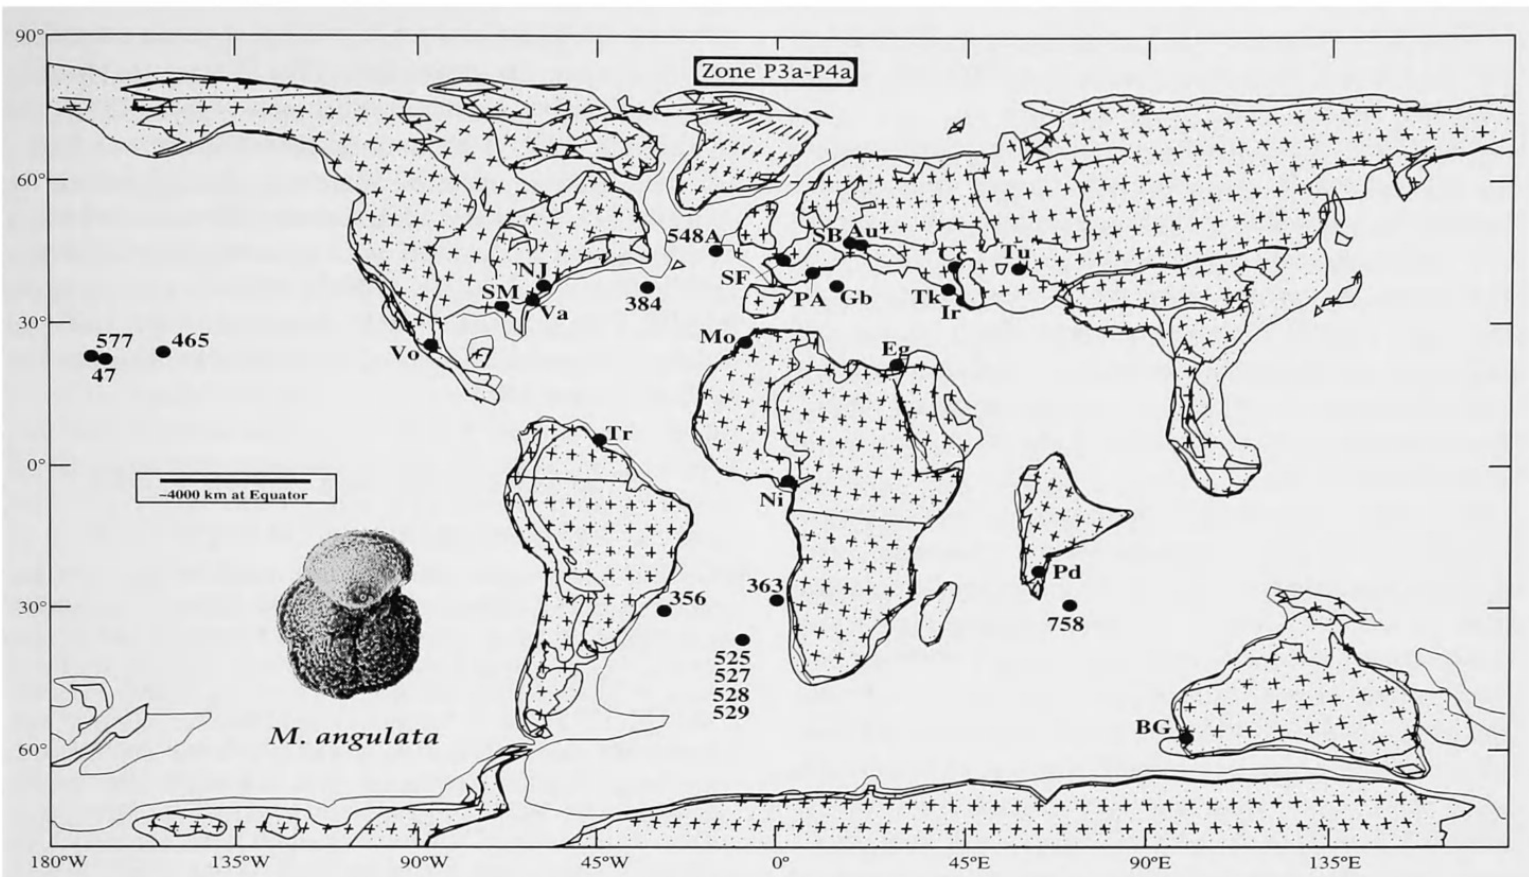 Zone P3a-P4a
90°
60°
30°
0°
30°
60°
548A
SB Au
Cc
Tu
SF
NJ
SM
384
PA
Gb
Tk
Va
Ir
577
465
47
Vo
Mo
Eg
Tr
~4000 km at Equator
Ni
Pd
363
356
758
525
527
528
529
BG
M. angulata
180°W
135°W
90°W
45°W
0°
45°E
90°E
135°E